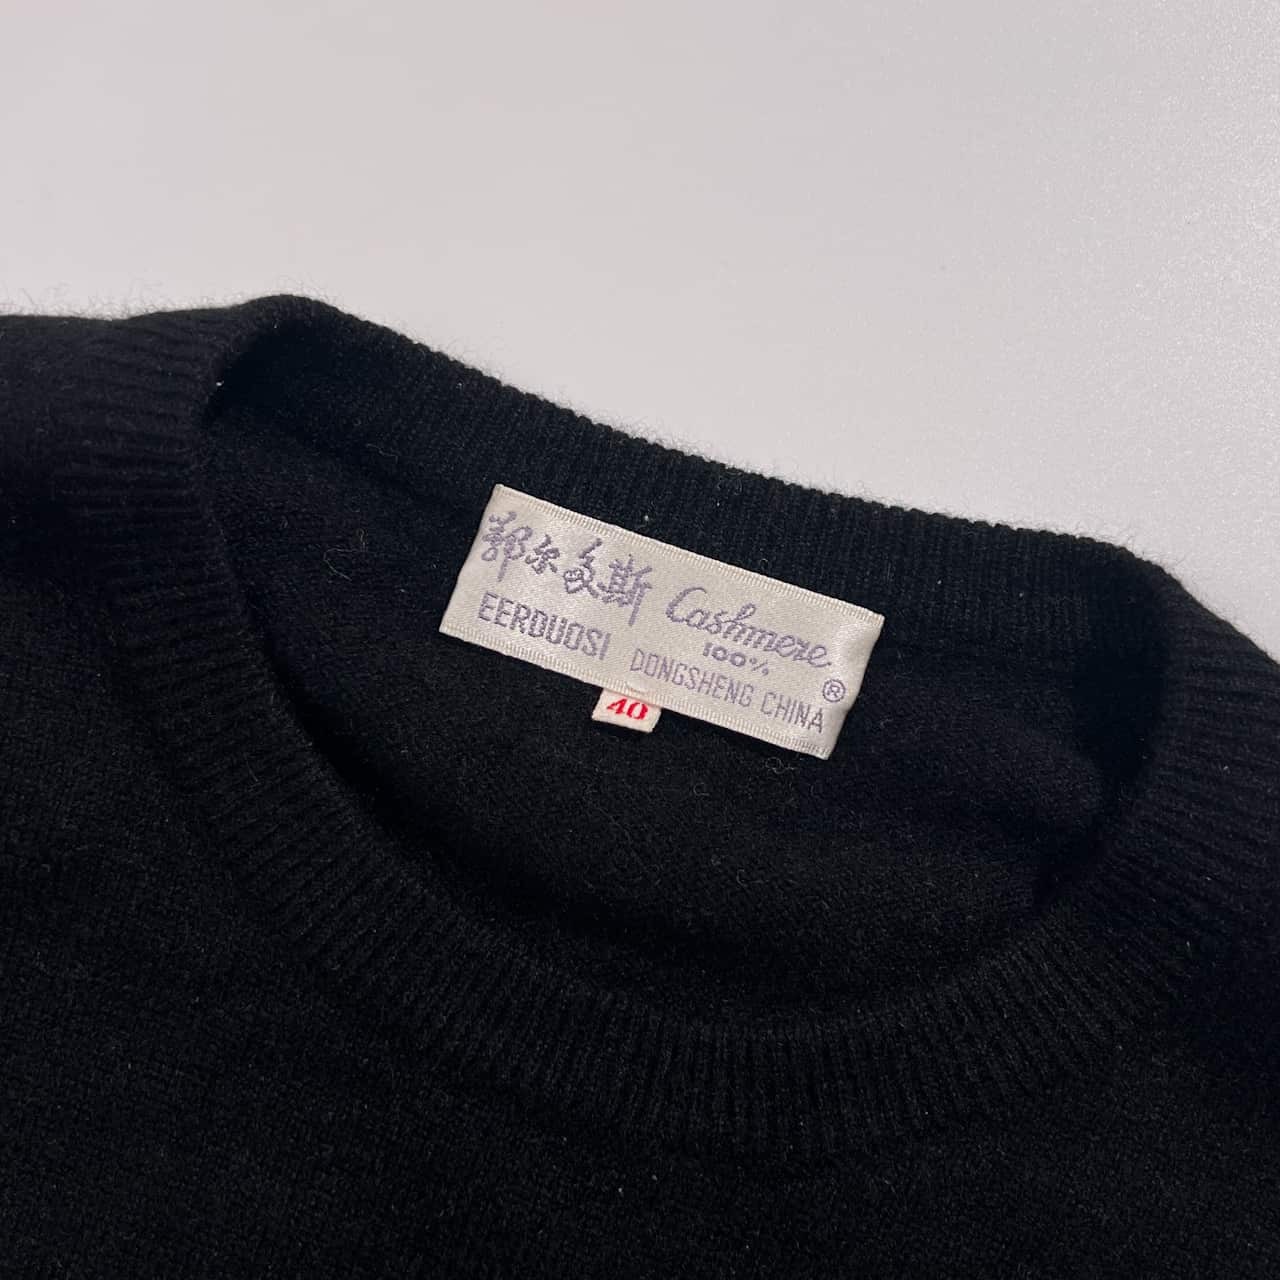 鄂尔多斯 Cashmere
100%
EERDUOSI DONGSHENG CHINA ®
40